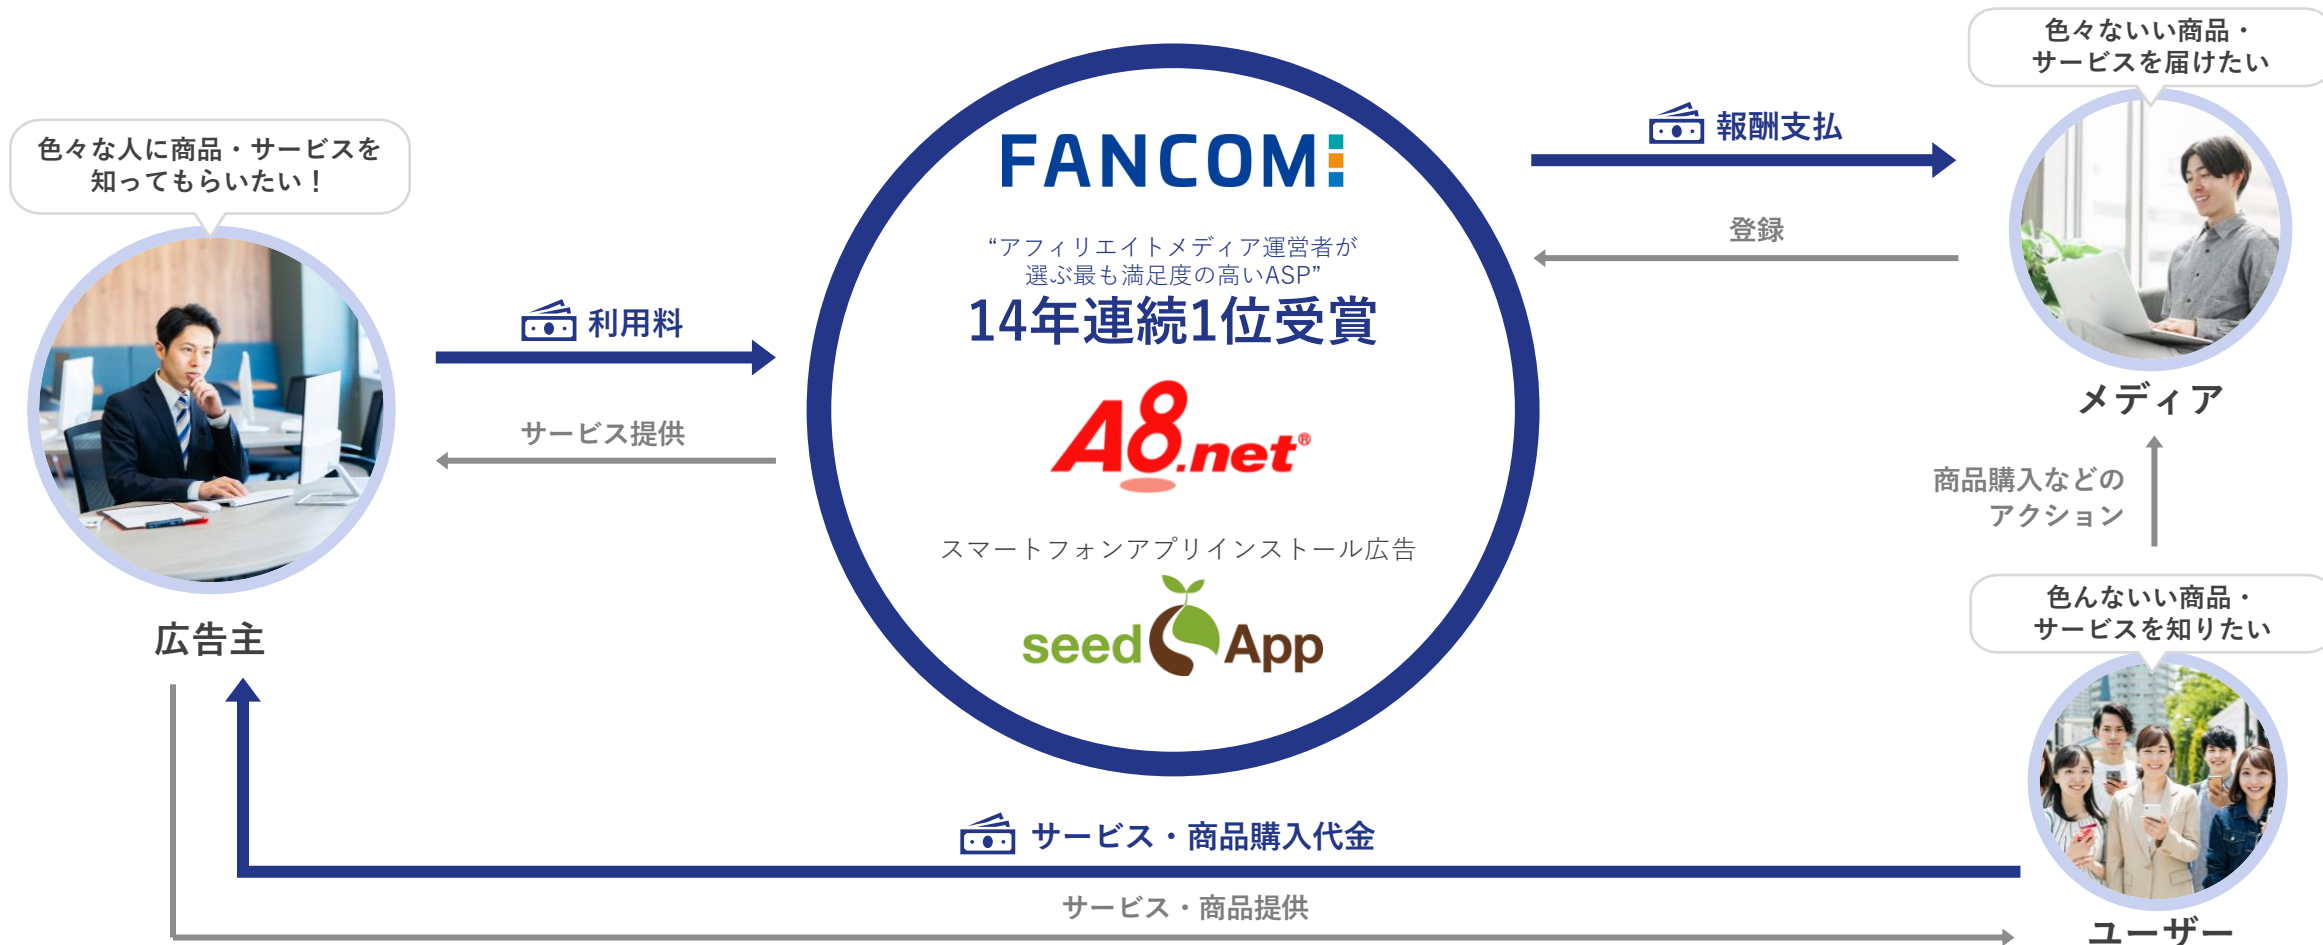 色々ないい商品・
サービスを届けたい
色々な人に商品・サービスを
知ってもらいたい！
FANCOMI
報酬支払
登録
“アフィリエイトメディア運営者が
選ぶ最も満足度の高いASP”
14年連続1位受賞
利用料
サービス提供
A8.net®
メディア
商品購入などの
アクション
スマートフォンアプリインストール広告
seed App
色んないい商品・
サービスを知りたい
広告主
サービス・商品購入代金
サービス・商品提供
ユーザー